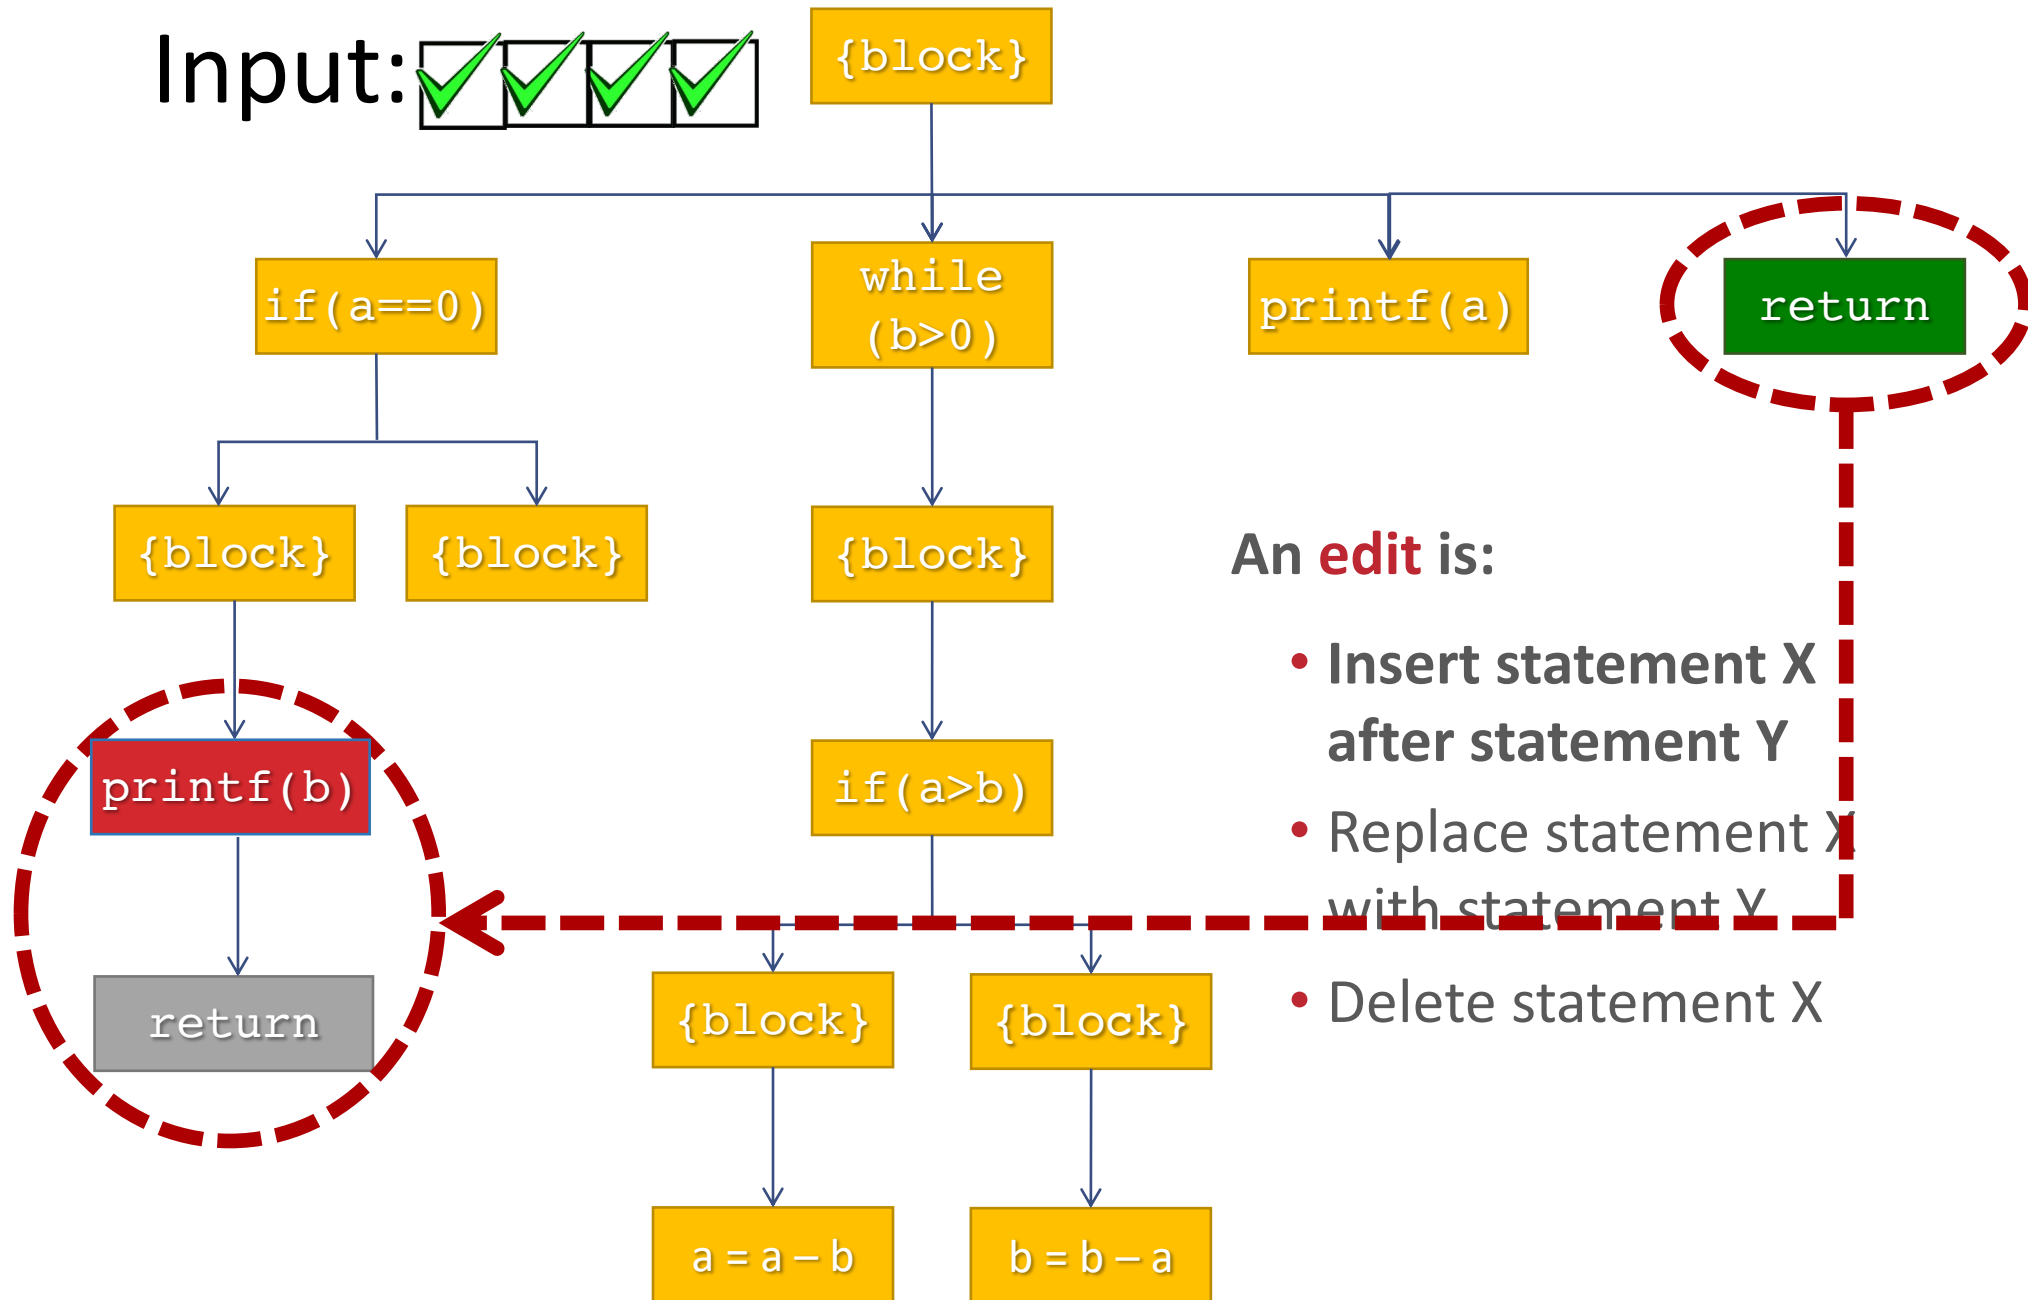 Input:
{block}
if(a==0)
while
(b>0)
printf(a)
return
{block}
{block}
{block}
An edit is:
• Insert statement X
after statement Y
• Replace statement X
with statement Y
• Delete statement X
printf(b)
if(a>b)
return
{block}
{block}
a = a – b
b = b – a